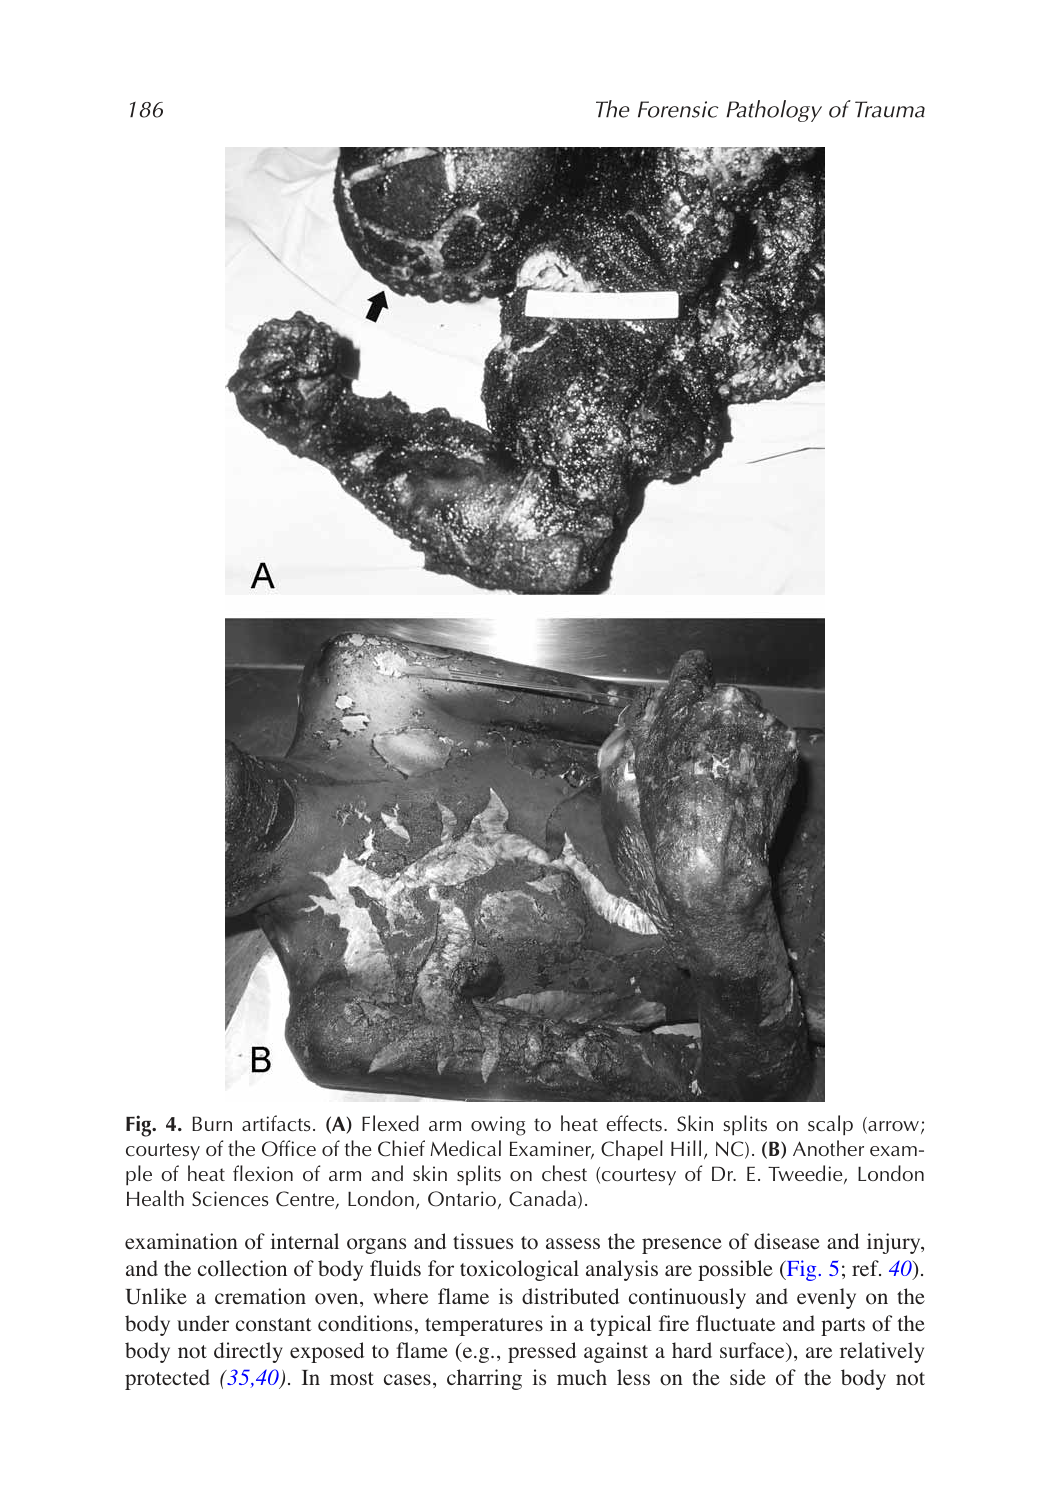 186
The Forensic Pathology of Trauma
A
B
Fig. 4. Burn artifacts. (A) Flexed arm owing to heat effects. Skin splits on scalp (arrow;
courtesy of the Office of the Chief Medical Examiner, Chapel Hill, NC). (B) Another exam-
ple of heat flexion of arm and skin splits on chest (courtesy of Dr. E. Tweedie, London
Health Sciences Centre, London, Ontario, Canada).
examination of internal organs and tissues to assess the presence of disease and injury,
and the collection of body fluids for toxicological analysis are possible (Fig. 5; ref. 40).
Unlike a cremation oven, where flame is distributed continuously and evenly on the
body under constant conditions, temperatures in a typical fire fluctuate and parts of the
body not directly exposed to flame (e.g., pressed against a hard surface), are relatively
protected (35,40). In most cases, charring is much less on the side of the body not